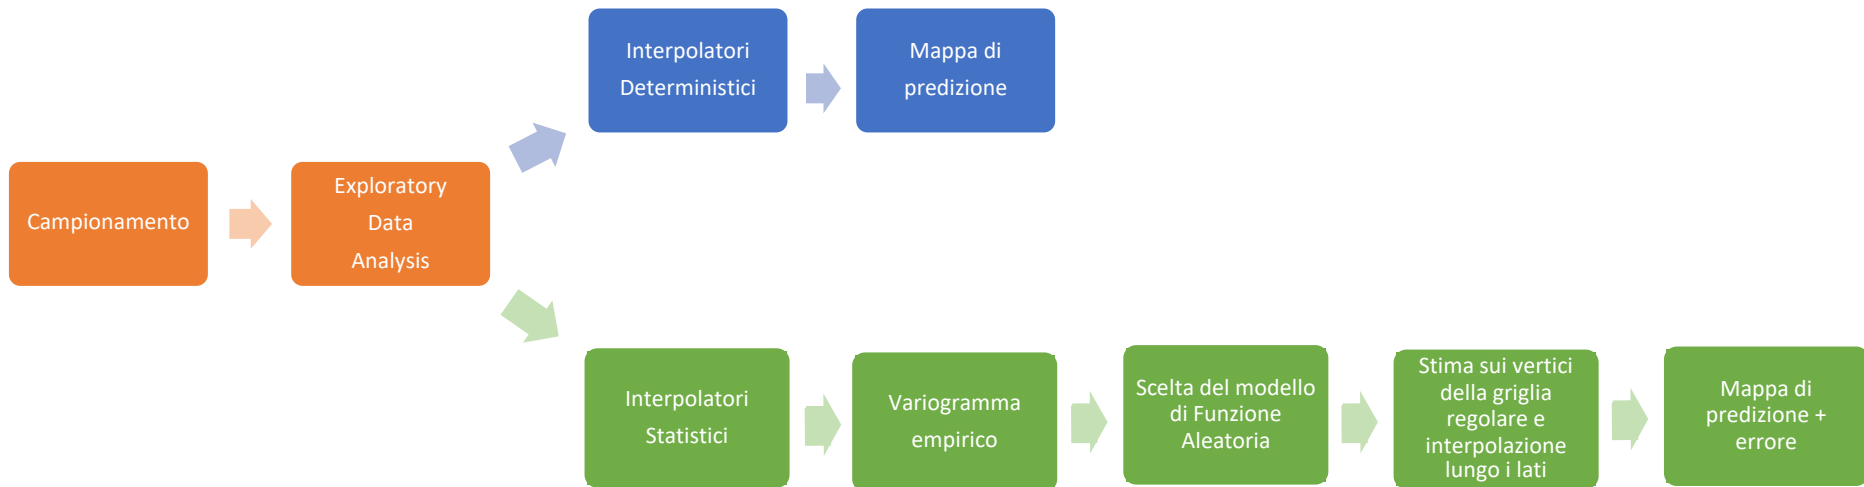 Campionamento
Exploratory
Data
Analysis
Interpolatori
Deterministici
Mappa di
predizione
Interpolatori
Statistici
Variogramma
empirico
Scelta del modello
di Funzione
Aleatoria
Stima sui vertici
della griglia
regolare e
interpolazione
lungo i lati
Mappa di
predizione +
errore